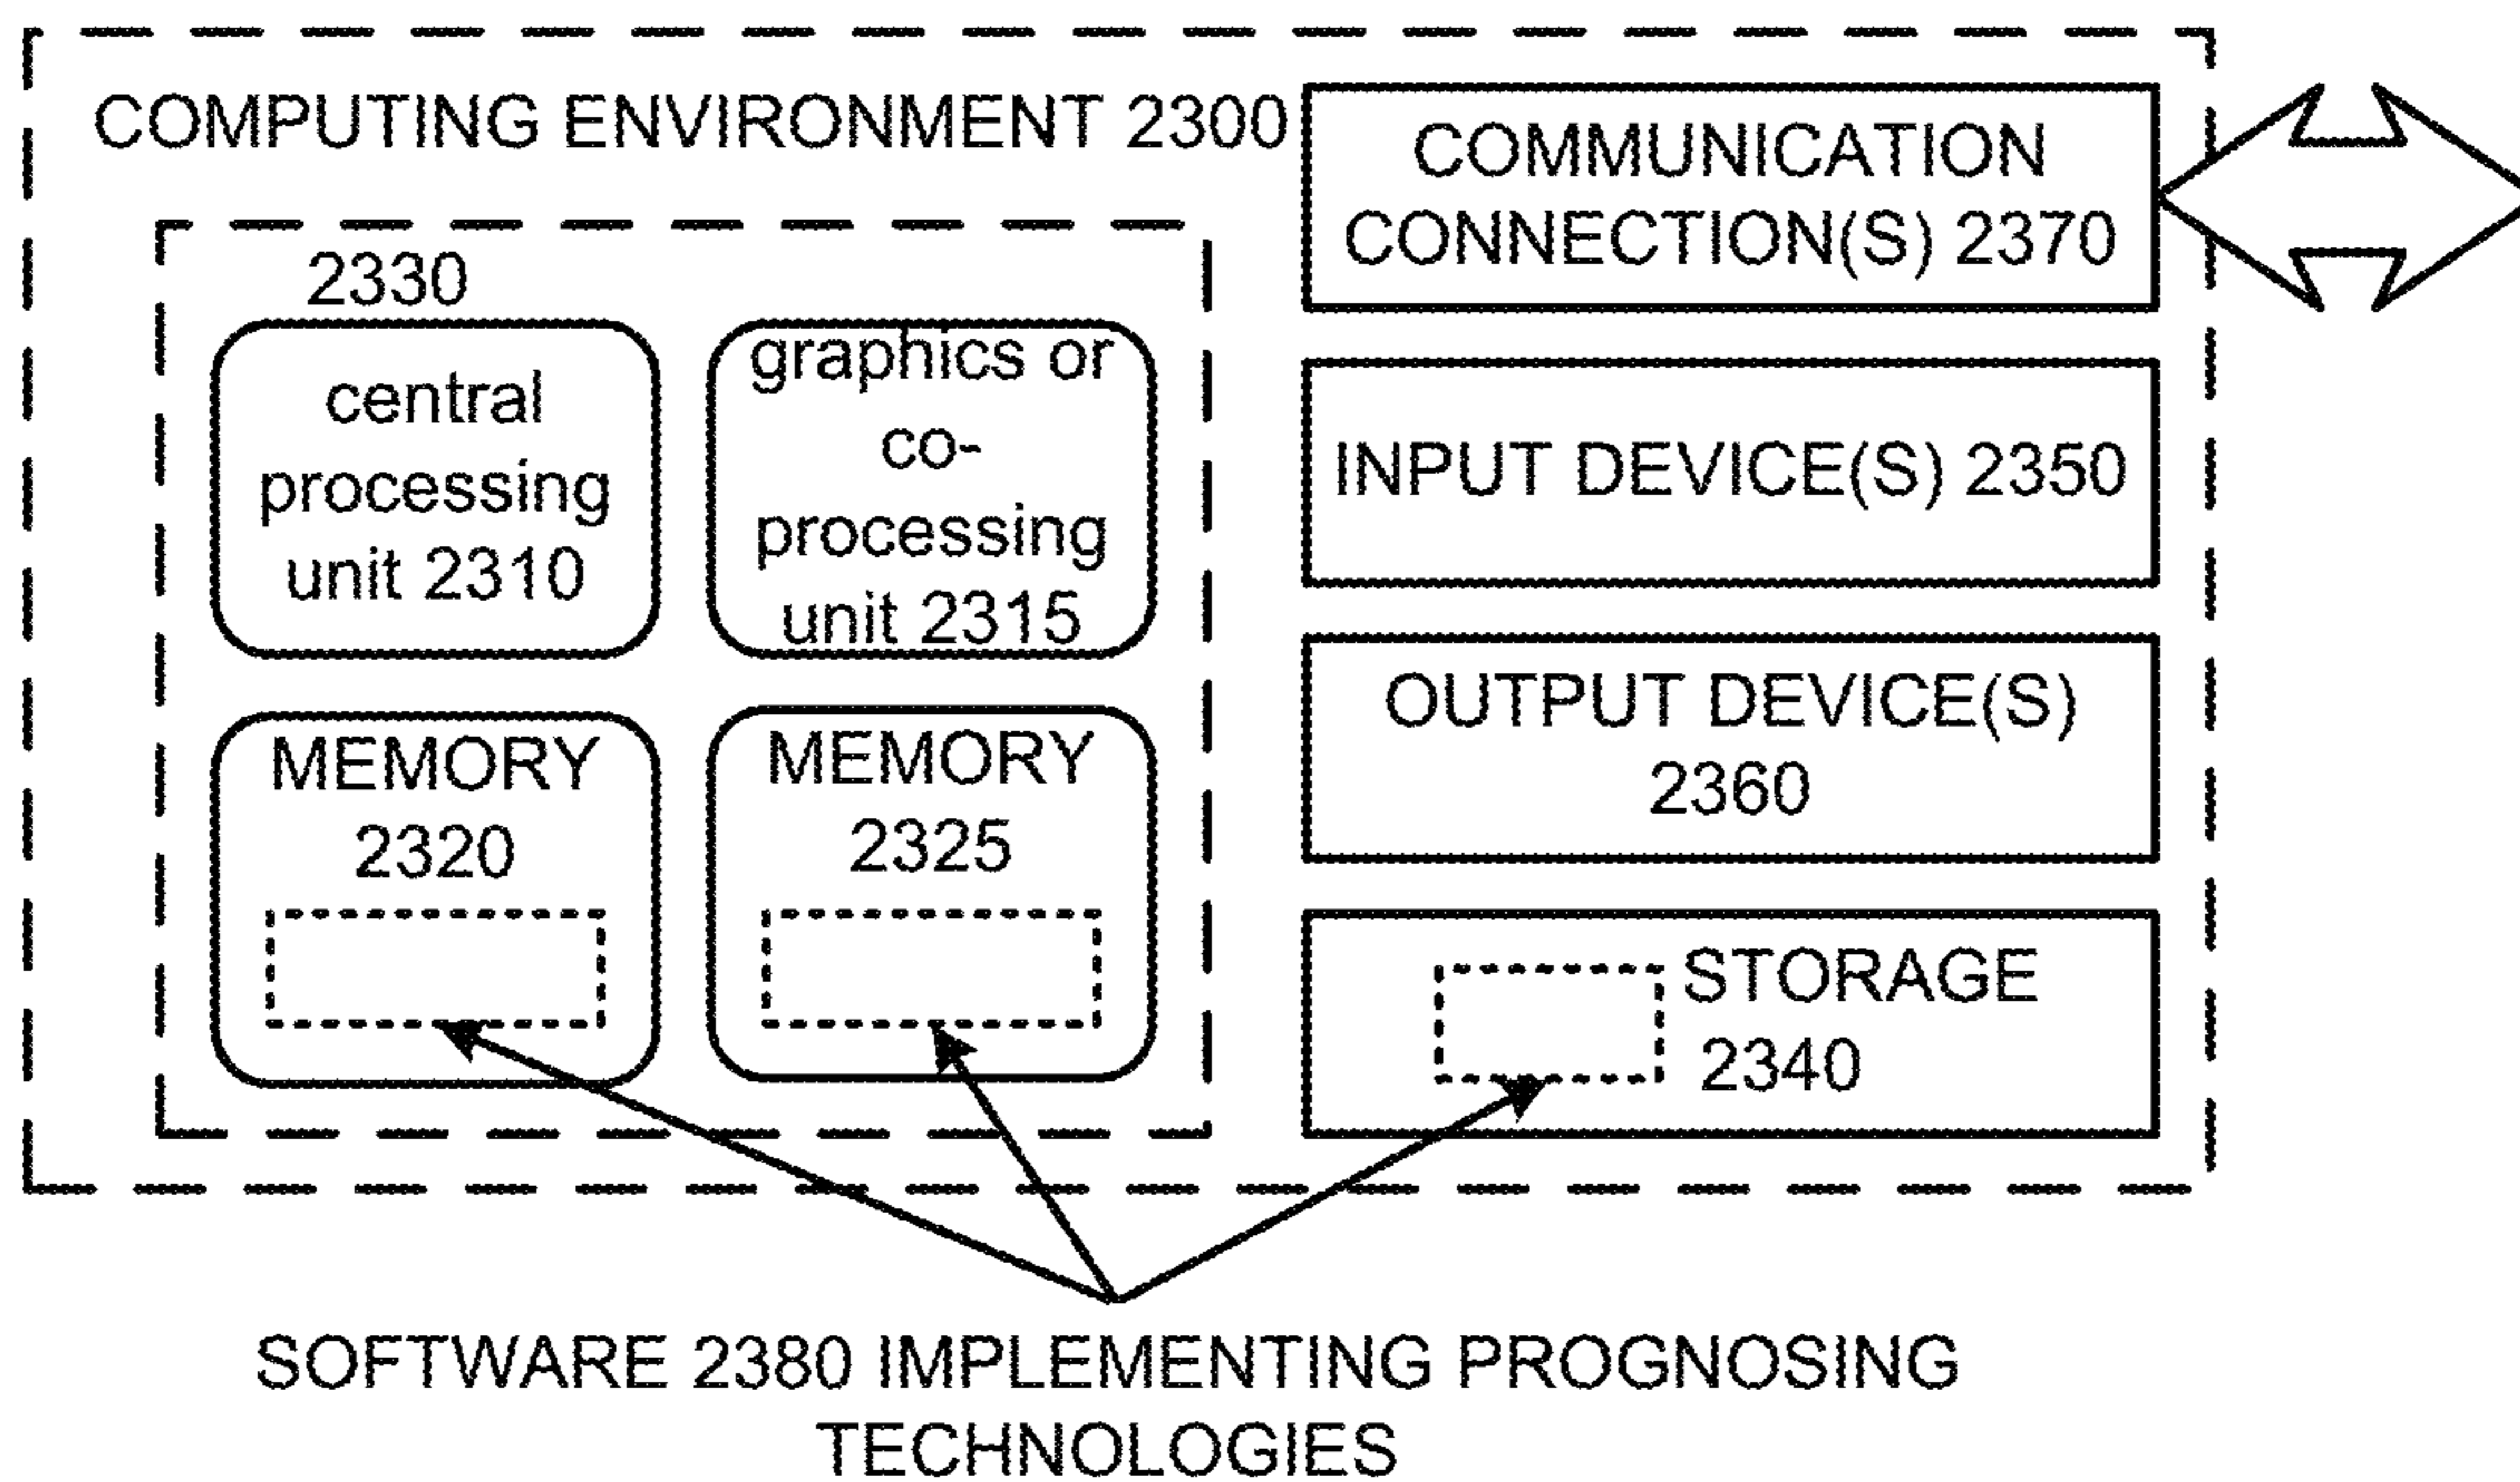 COMPUTING ENVIRONMENT 2300
2330
central
processing
unit 2310
graphics or
co-
processing
unit 2315
MEMORY
2320
MEMORY
2325
COMMUNICATION
CONNECTION(S) 2370
INPUT DEVICE(S) 2350
OUTPUT DEVICE(S)
2360
STORAGE
2340
SOFTWARE 2380 IMPLEMENTING PROGNOSING
TECHNOLOGIES